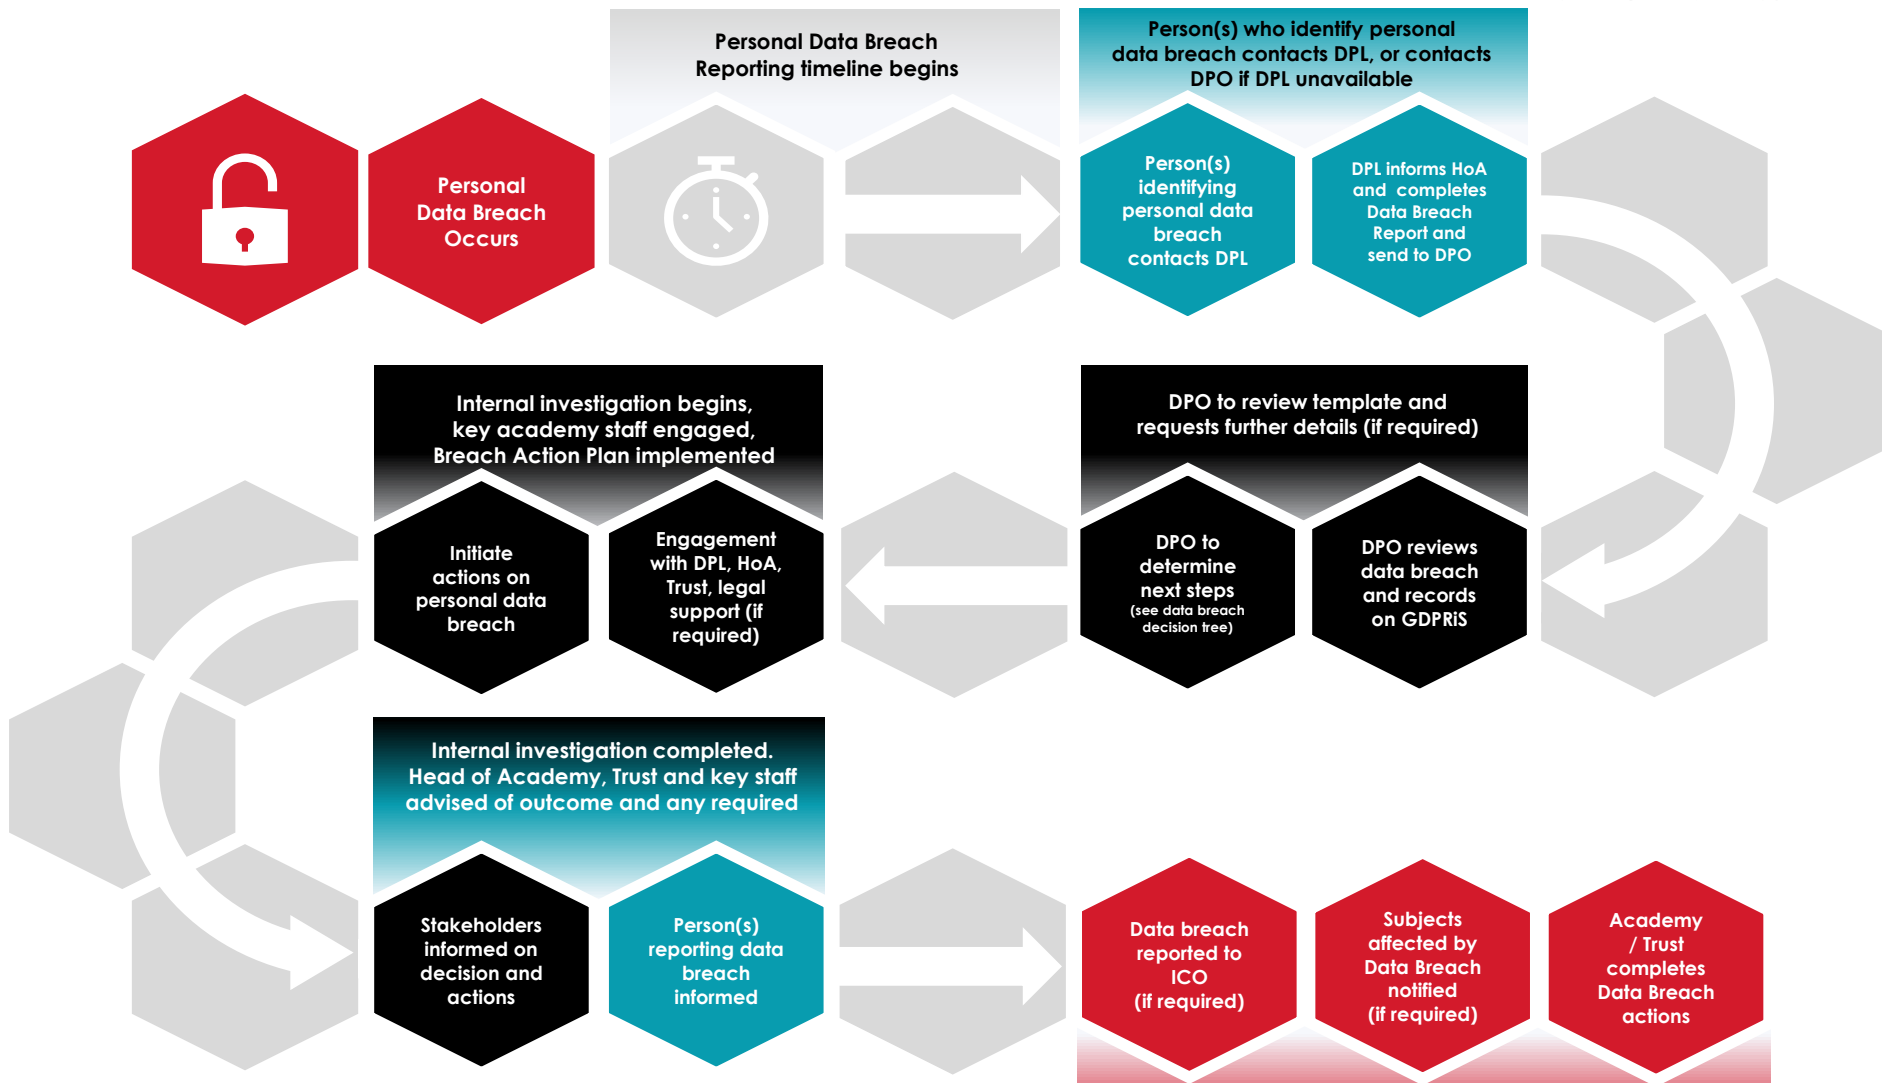 Personal Data Breach
Reporting timeline begins
Person(s) who identify personal
data breach contacts DPL, or contacts
DPO if DPL unavailable
Personal
Data Breach
Occurs
Person(s)
identifying
personal data
breach
contacts DPL
DPL informs HoA
and completes
Data Breach
Report and
send to DPO
DPO to review template and
requests further details (if required)
DPO reviews
data breach
and records
on GDPRiS
DPO to
determine
next steps
(see data breach
decision tree)
Internal investigation begins,
key academy staff engaged,
Breach Action Plan implemented
Engagement
with DPL, HoA,
Trust, legal
support (if
required)
Initiate
actions on
personal data
breach
Internal investigation completed.
Head of Academy, Trust and key staff
advised of outcome and any required
Stakeholders
informed on
decision and
actions
Person(s)
reporting data
breach
informed
Data breach
reported to
ICO
(if required)
Subjects
affected by
Data Breach
notified
(if required)
Academy
/ Trust
completes
Data Breach
actions